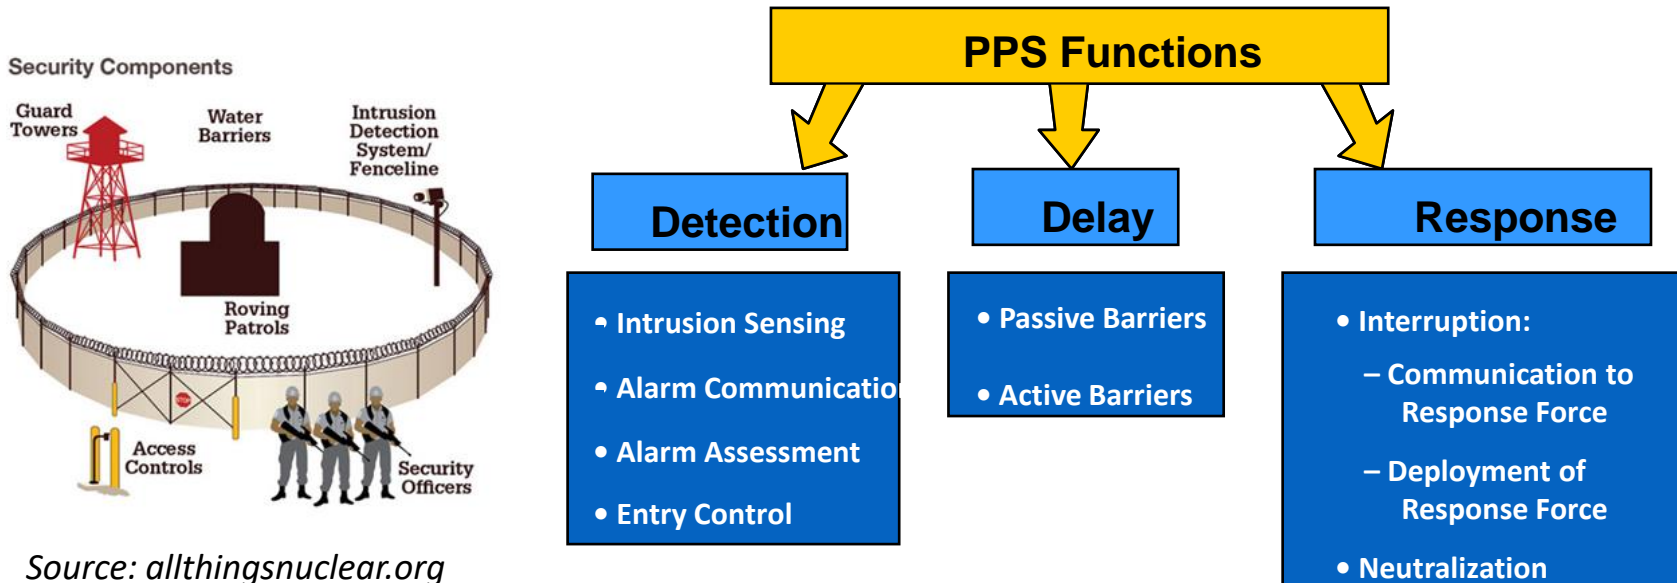 Security Components
Guard
Towers
Water
Barriers
Intrusion
Detection
System/
Fenceline
Roving
Patrols
STOP
Access
Controls
Security
Officers
Source: allthingsnuclear.org
PPS Functions
Detection
• Intrusion Sensing
• Alarm Communication
• Alarm Assessment
• Entry Control
Delay
• Passive Barriers
• Active Barriers
Response
• Interruption:
– Communication to
Response Force
– Deployment of
Response Force
• Neutralization